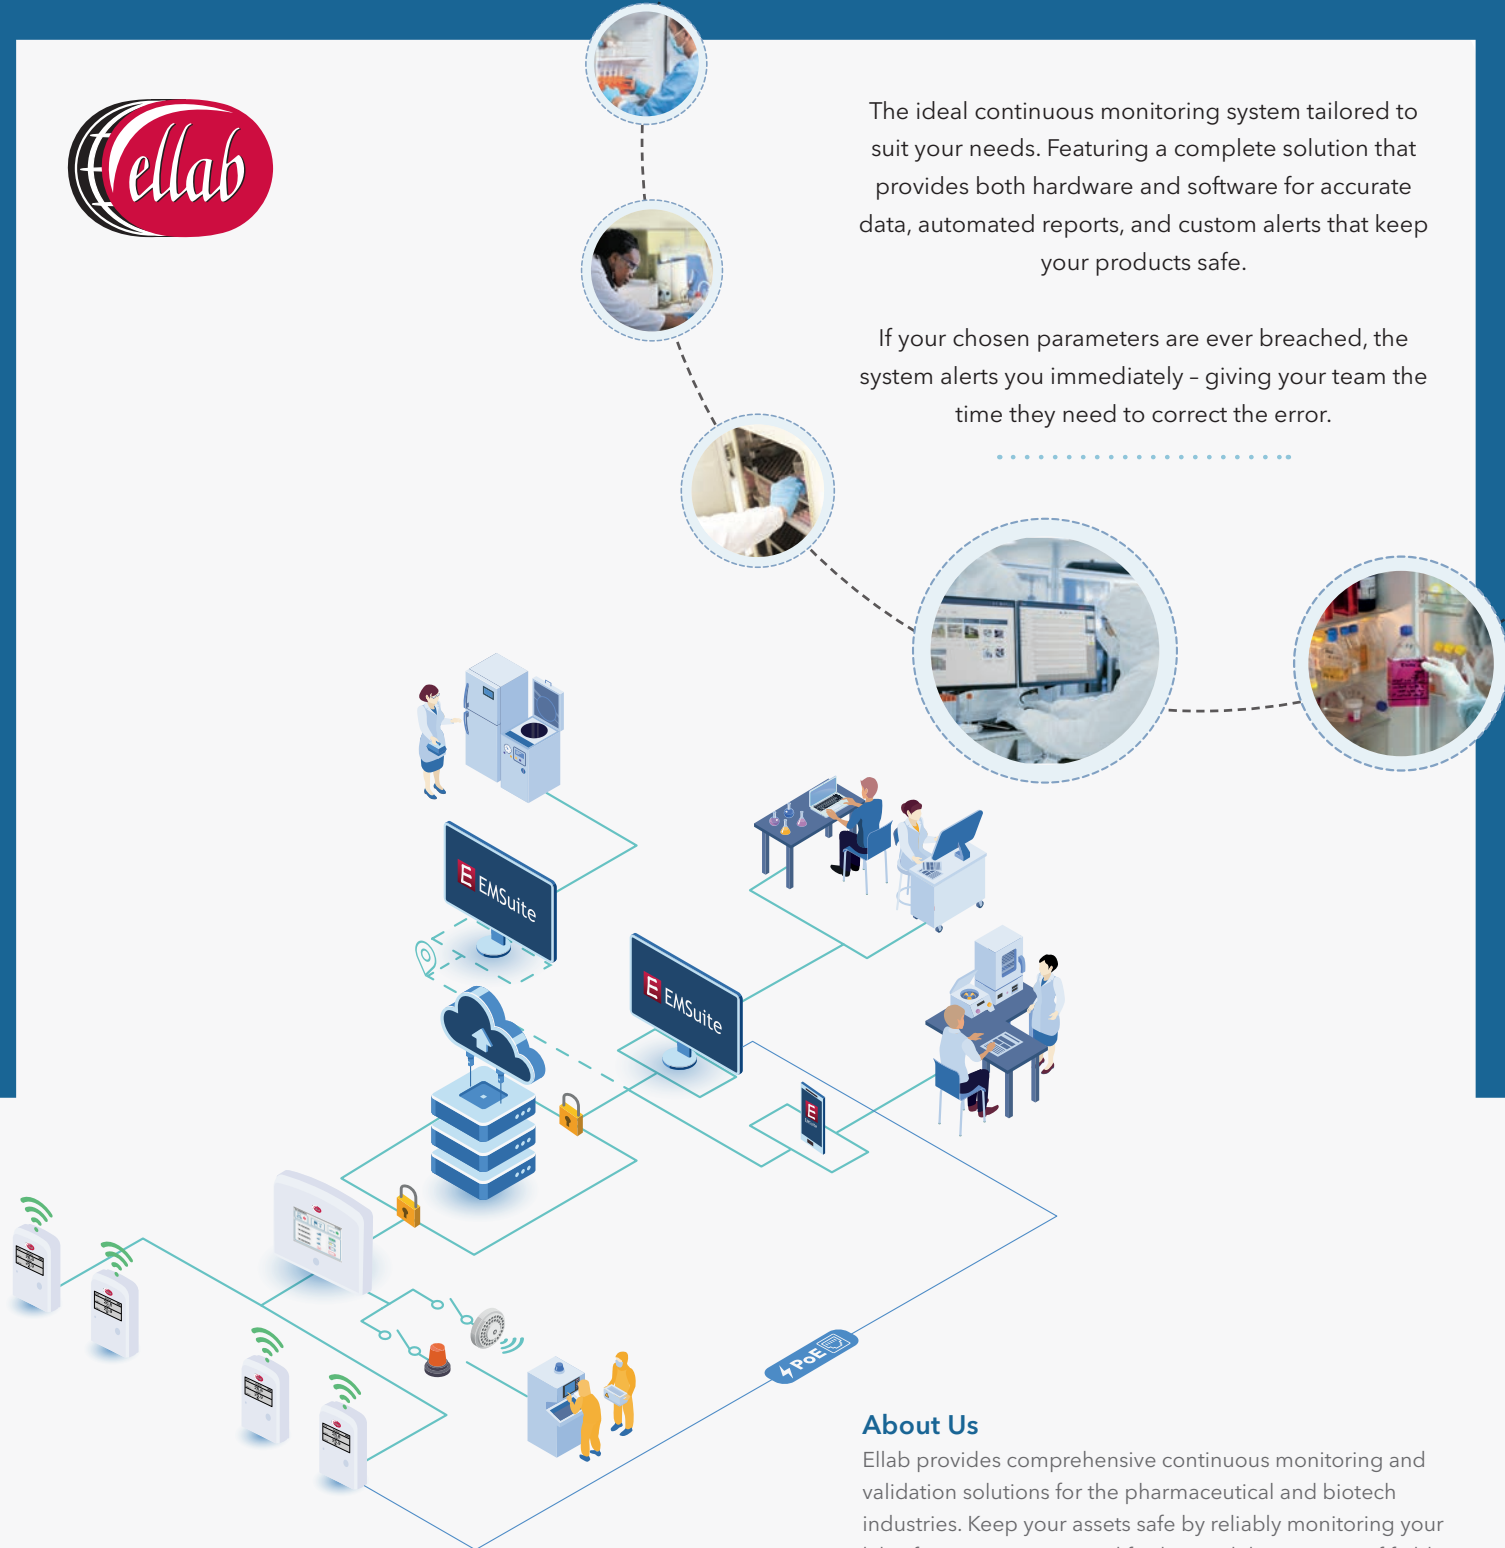 ellab
The ideal continuous monitoring system tailored to
suit your needs. Featuring a complete solution that
provides both hardware and software for accurate
data, automated reports, and custom alerts that keep
your products safe.
If your chosen parameters are ever breached, the
system alerts you immediately – giving your team the
time they need to correct the error.
E EMSuite
E EMSuite
E
PoE
About Us
Ellab provides comprehensive continuous monitoring and
validation solutions for the pharmaceutical and biotech
industries. Keep your assets safe by reliably monitoring your